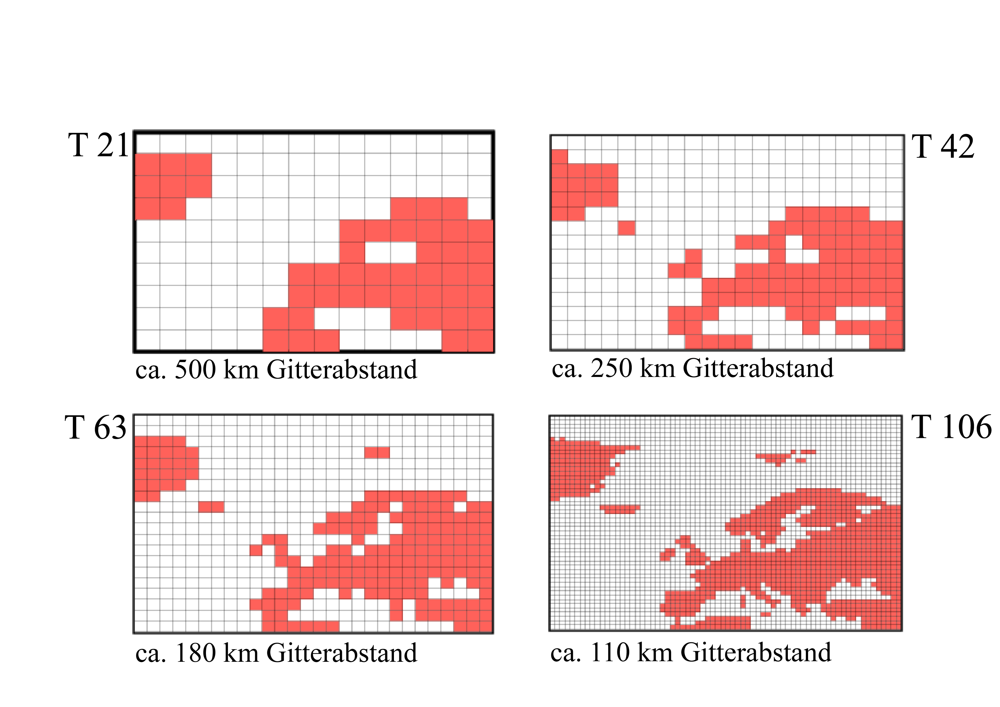 T 21
T 42
ca. 500 km Gitterabstand
ca. 250 km Gitterabstand
T 63
T 106
ca. 180 km Gitterabstand
ca. 110 km Gitterabstand